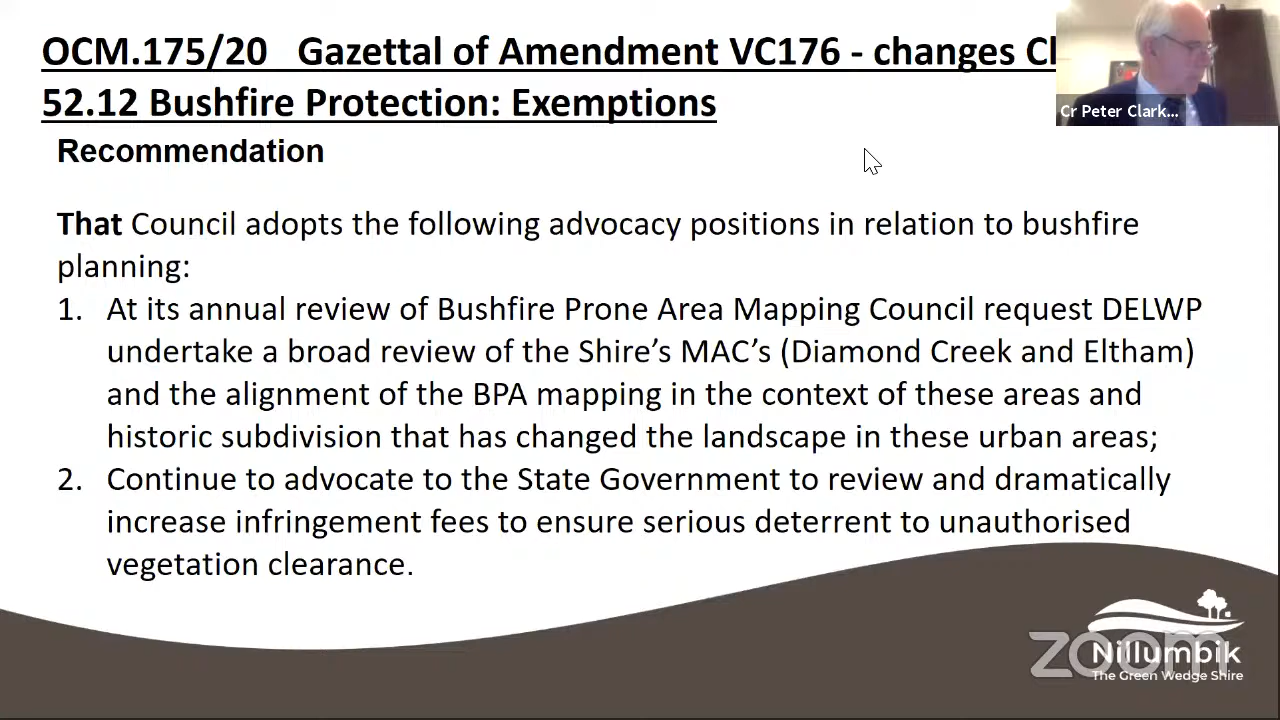 OCM.175/20   Gazettal of Amendment VC176 - changes
52.12 Bushfire Protection: Exemptions
Cr Peter Clark...
Recommendation
That Council adopts the following advocacy positions in relation to bushfire
planning:
1. At its annual review of Bushfire Prone Area Mapping Council request DELWP
undertake a broad review of the Shire’s MAC’s (Diamond Creek and Eltham)
and the alignment of the BPA mapping in the context of these areas and
historic subdivision that has changed the landscape in these urban areas;
2. Continue to advocate to the State Government to review and dramatically
increase infringement fees to ensure serious deterrent to unauthorised
vegetation clearance.
zoom
Nillumbik
The Green Wedge Shire